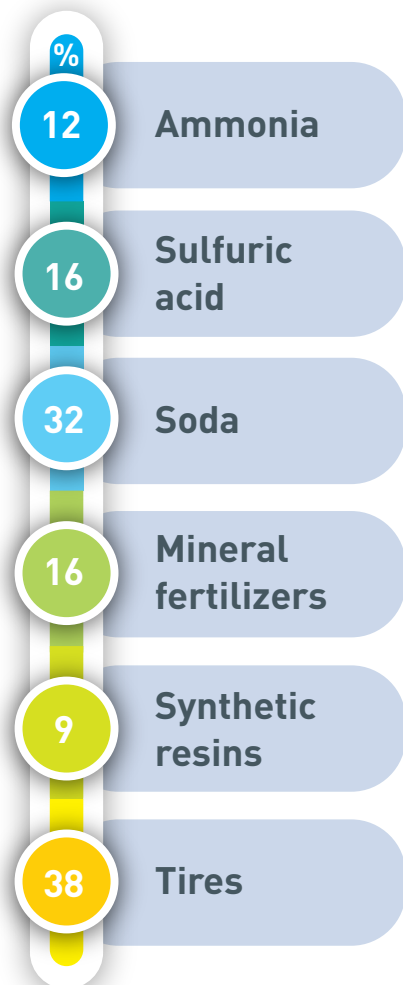 %
12
Ammonia
16
Sulfuric
acid
32
Soda
16
Mineral
fertilizers
9
Synthetic
resins
38
Tires